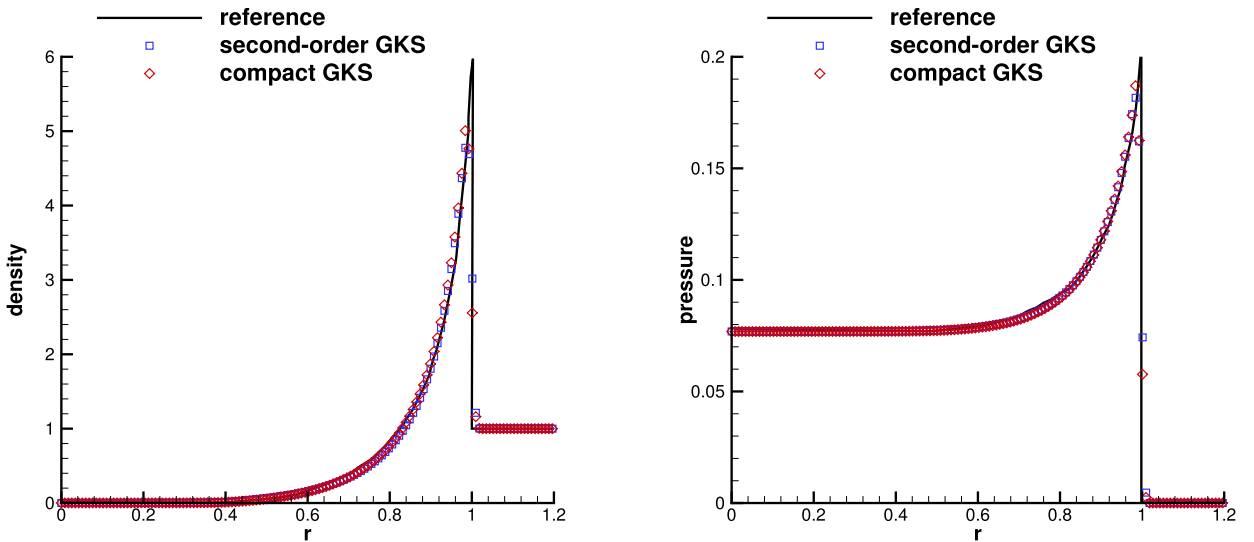 reference
second-order GKS
compact GKS
6
5
4
3
2
1
0
density
0
0.2
0.4
0.6
0.8
1
1.2
r
reference
second-order GKS
compact GKS
0.2
0.15
0.1
0.05
0
pressure
0
0.2
0.4
0.6
0.8
1
1.2
r